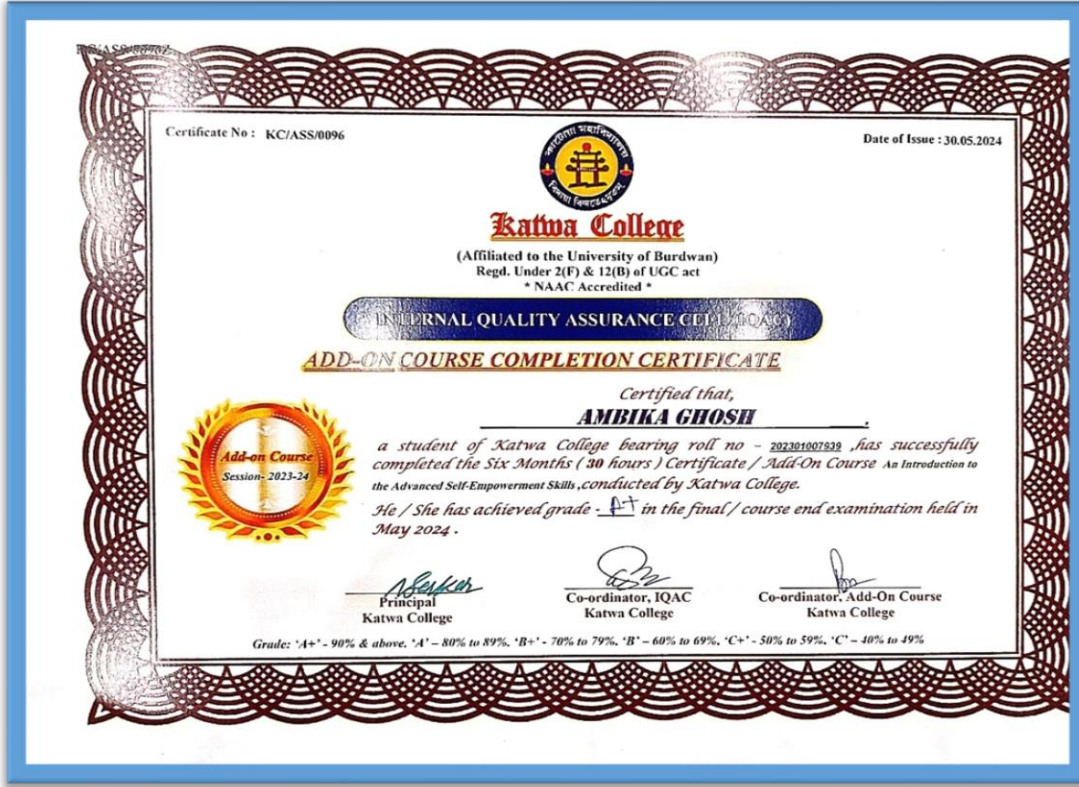 Certificate No : KC/ASS/0096
Date of Issue : 30.05.2024
কাটোয়া মহাবিদ্যালয়
Katwa College
(Affiliated to the University of Burdwan)
Regd. Under 2(F) & 12(B) of UGC act
* NAAC Accredited *
INTERNAL QUALITY ASSURANCE CELL (IQAC)
ADD-ON COURSE COMPLETION CERTIFICATE
Certified that,
AMBIKA GHOSH .
a student of Katwa College bearing roll no - 202301007939 ,has successfully
completed the Six Months ( 30 hours ) Certificate / Add-On Course An Introduction to
the Advanced Self-Empowerment Skills ,conducted by Katwa College.
He / She has achieved grade - A+ in the final / course end examination held in
May 2024 .
Add-on Course
Session- 2023-24
Principal
Katwa College
Co-ordinator, IQAC
Katwa College
Co-ordinator, Add-On Course
Katwa College
Grade: 'A+' - 90% & above, 'A' – 80% to 89%, 'B+' - 70% to 79%, 'B' – 60% to 69%, 'C+' - 50% to 59%, 'C' – 40% to 49%